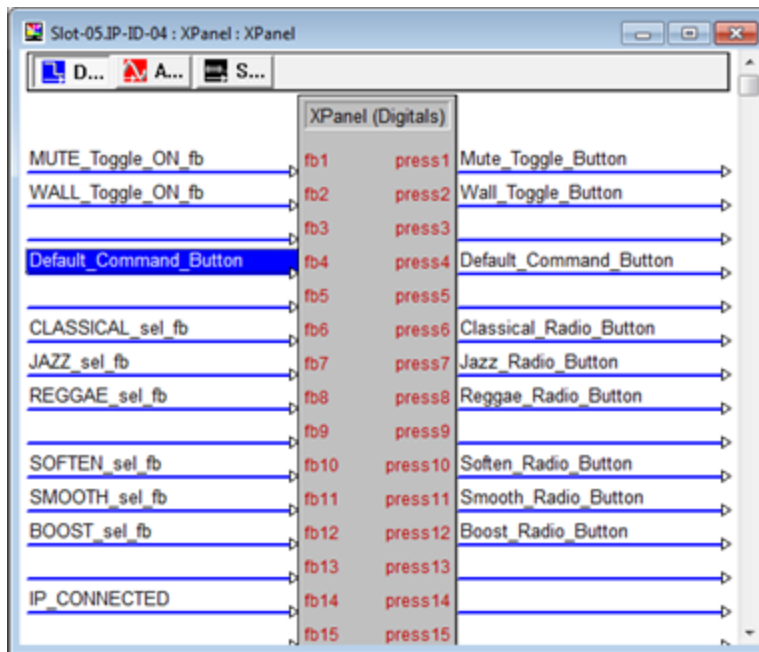 Slot-05.IP-ID-04 : XPanel : XPanel
D... A... S...
XPanel (Digitals)
MUTE_Toggle_ON_fb fb1 press1 Mute_Toggle_Button
WALL_Toggle_ON_fb fb2 press2 Wall_Toggle_Button
fb3 press3
Default_Command_Button fb4 press4 Default_Command_Button
fb5 press5
CLASSICAL_sel_fb fb6 press6 Classical_Radio_Button
JAZZ_sel_fb fb7 press7 Jazz_Radio_Button
REGGAE_sel_fb fb8 press8 Reggae_Radio_Button
fb9 press9
SOFTEN_sel_fb fb10 press10 Soften_Radio_Button
SMOOTH_sel_fb fb11 press11 Smooth_Radio_Button
BOOST_sel_fb fb12 press12 Boost_Radio_Button
fb13 press13
IP_CONNECTED fb14 press14
fb15 press15